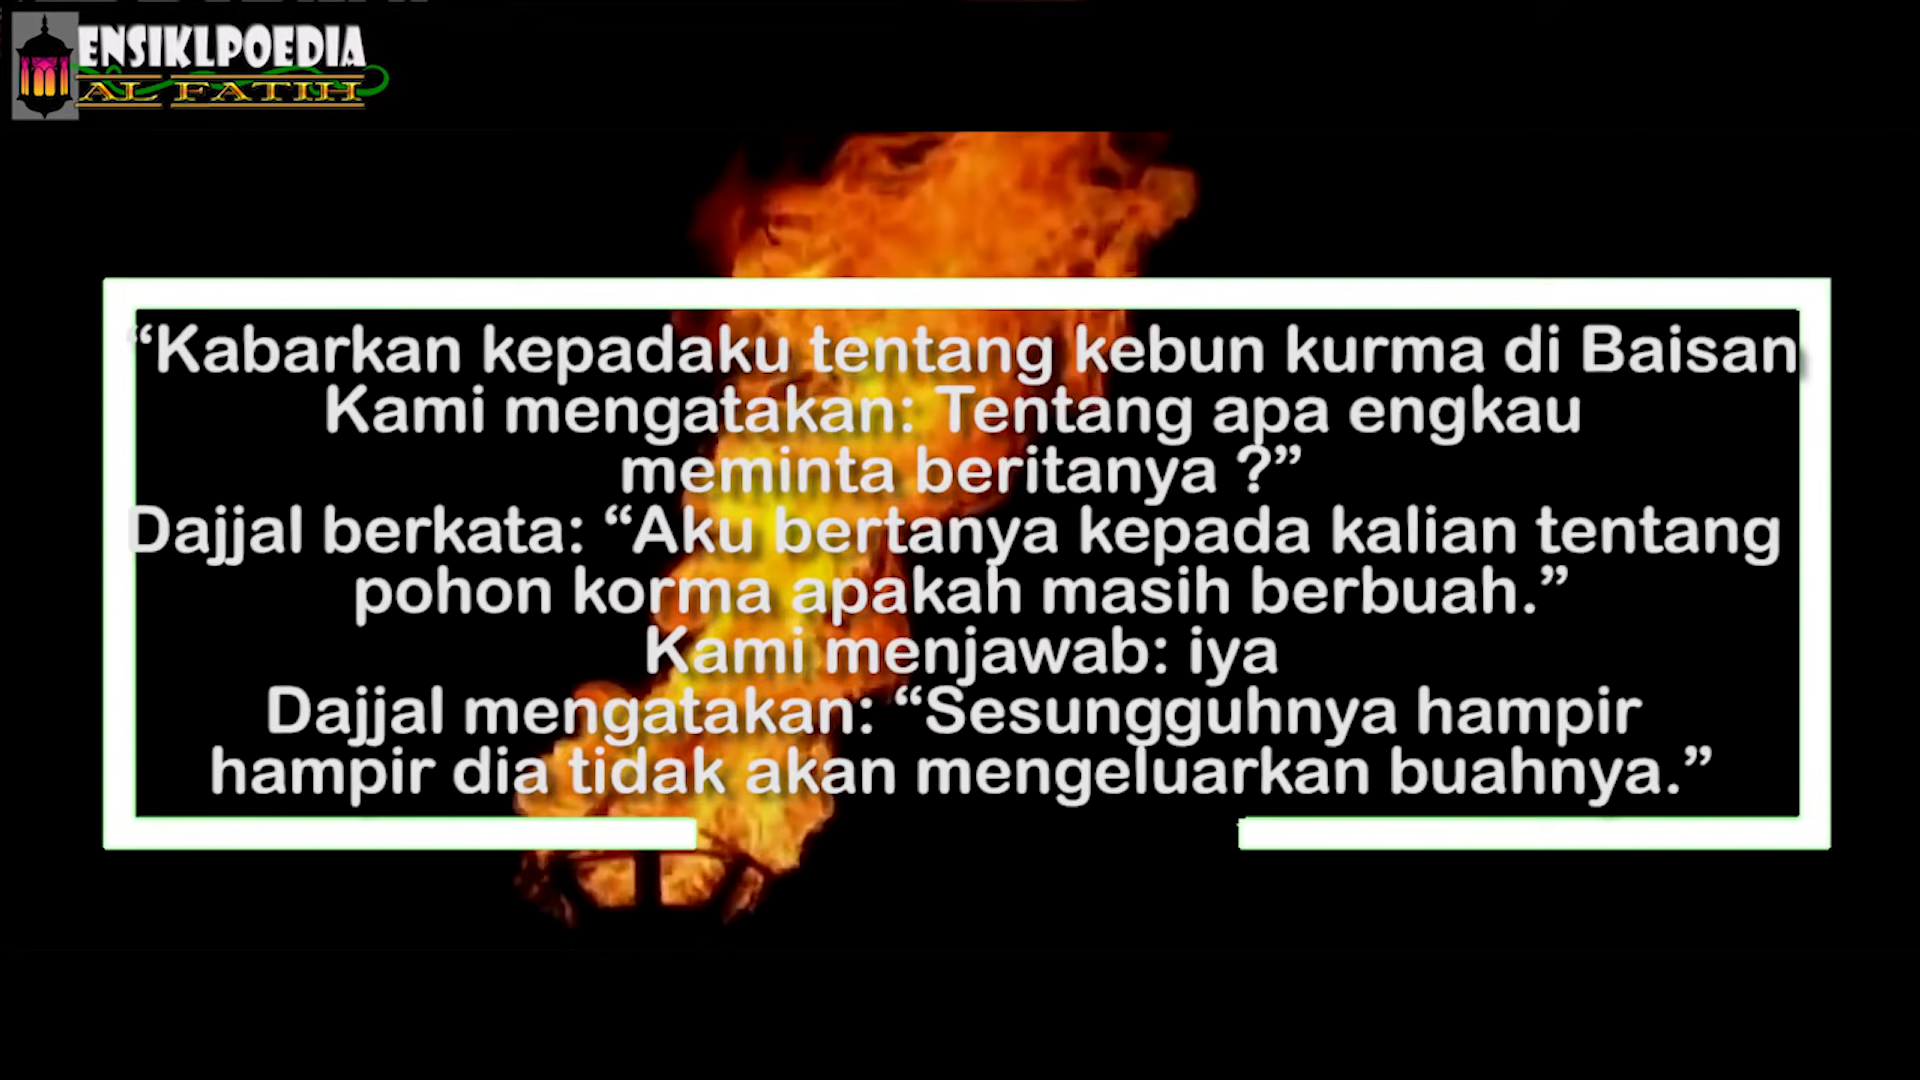 ENSIKLPOEDIA
AL FATIH
“Kabarkan kepadaku tentang kebun kurma di Baisan
Kami mengatakan: Tentang apa engkau
meminta beritanya ?”
Dajjal berkata: “Aku bertanya kepada kalian tentang
pohon korma apakah masih berbuah.”
Kami menjawab: iya
Dajjal mengatakan: “Sesungguhnya hampir
hampir dia tidak akan mengeluarkan buahnya.”